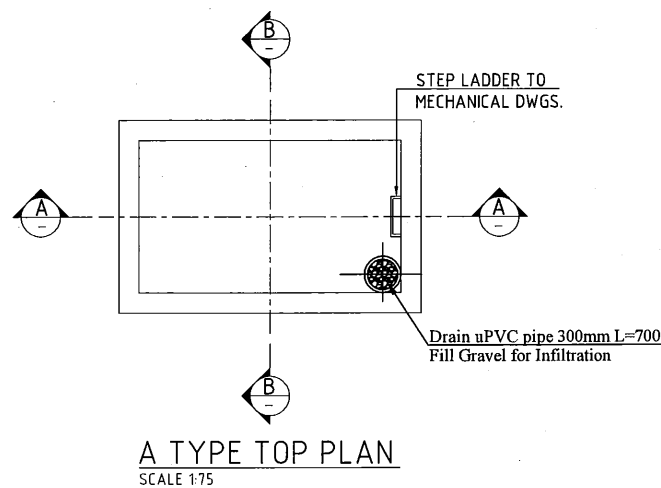 B
-
STEP LADDER TO
MECHANICAL DWGS.
A
-
A
-
Drain uPVC pipe 300mm L=700
Fill Gravel for Infiltration
B
-
A TYPE TOP PLAN
SCALE 1:75